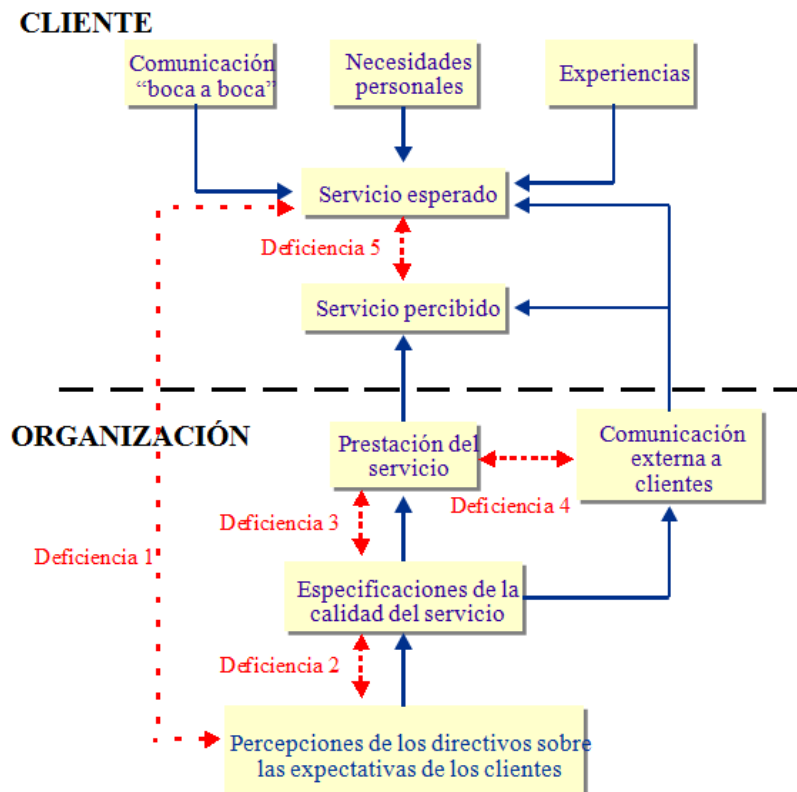 CLIENTE
Comunicación
“boca a boca”
Necesidades
personales
Experiencias
Servicio esperado
Deficiencia 5
Servicio percibido
ORGANIZACIÓN
Prestación del
servicio
Comunicación
externa a
clientes
Deficiencia 4
Deficiencia 3
Deficiencia 1
Especificaciones de la
calidad del servicio
Deficiencia 2
Percepciones de los directivos sobre
las expectativas de los clientes